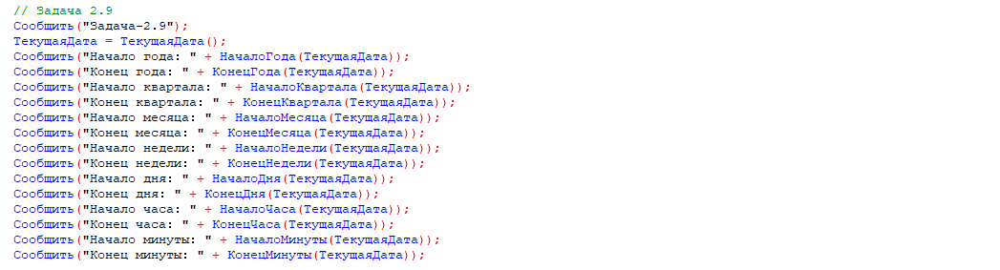 // Задача 2.9
Сообщить("Задача-2.9");
ТекущаяДата = ТекущаяДата();
Сообщить("Начало года: " + НачалоГода(ТекущаяДата));
Сообщить("Конец года: " + КонецГода(ТекущаяДата));
Сообщить("Начало квартала: " + НачалоКвартала(ТекущаяДата));
Сообщить("Конец квартала: " + КонецКвартала(ТекущаяДата));
Сообщить("Начало месяца: " + НачалоМесяца(ТекущаяДата));
Сообщить("Конец месяца: " + КонецМесяца(ТекущаяДата));
Сообщить("Начало недели: " + НачалоНедели(ТекущаяДата));
Сообщить("Конец недели: " + КонецНедели(ТекущаяДата));
Сообщить("Начало дня: " + НачалоДня(ТекущаяДата));
Сообщить("Конец дня: " + КонецДня(ТекущаяДата));
Сообщить("Начало часа: " + НачалоЧаса(ТекущаяДата));
Сообщить("Конец часа: " + КонецЧаса(ТекущаяДата));
Сообщить("Начало минуты: " + НачалоМинуты(ТекущаяДата));
Сообщить("Конец минуты: " + КонецМинуты(ТекущаяДата));